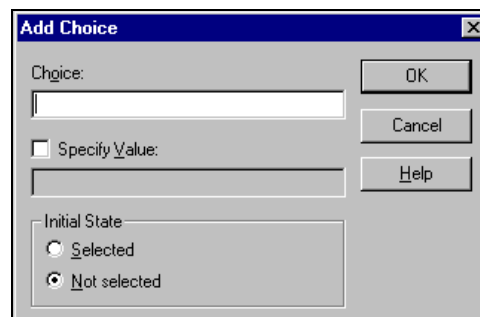 Add Choice
Choice:
OK
Cancel
Specify Value:
Help
Initial State
Selected
Not selected